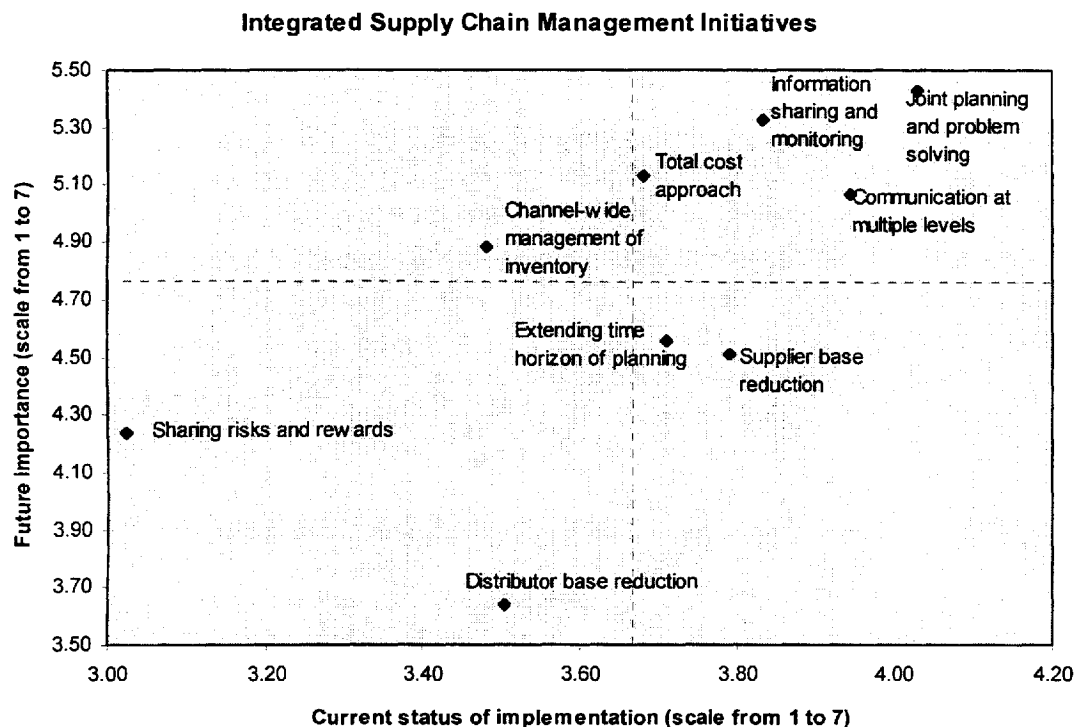 Integrated Supply Chain Management Initiatives
Future Importance (scale from 1 to 7)
5.50
5.30
5.10
4.90
4.70
4.50
4.30
4.10
3.90
3.70
3.50
Information
sharing and
monitoring
Joint planning
and problem
solving
Total cost
approach
Communication at
multiple levels
Channel-wide
management of
inventory
Extending time
horizon of planning
Supplier base
reduction
Sharing risks and rewards
Distributor base reduction
3.00
3.20
3.40
3.60
3.80
4.00
4.20
Current status of implementation (scale from 1 to 7)